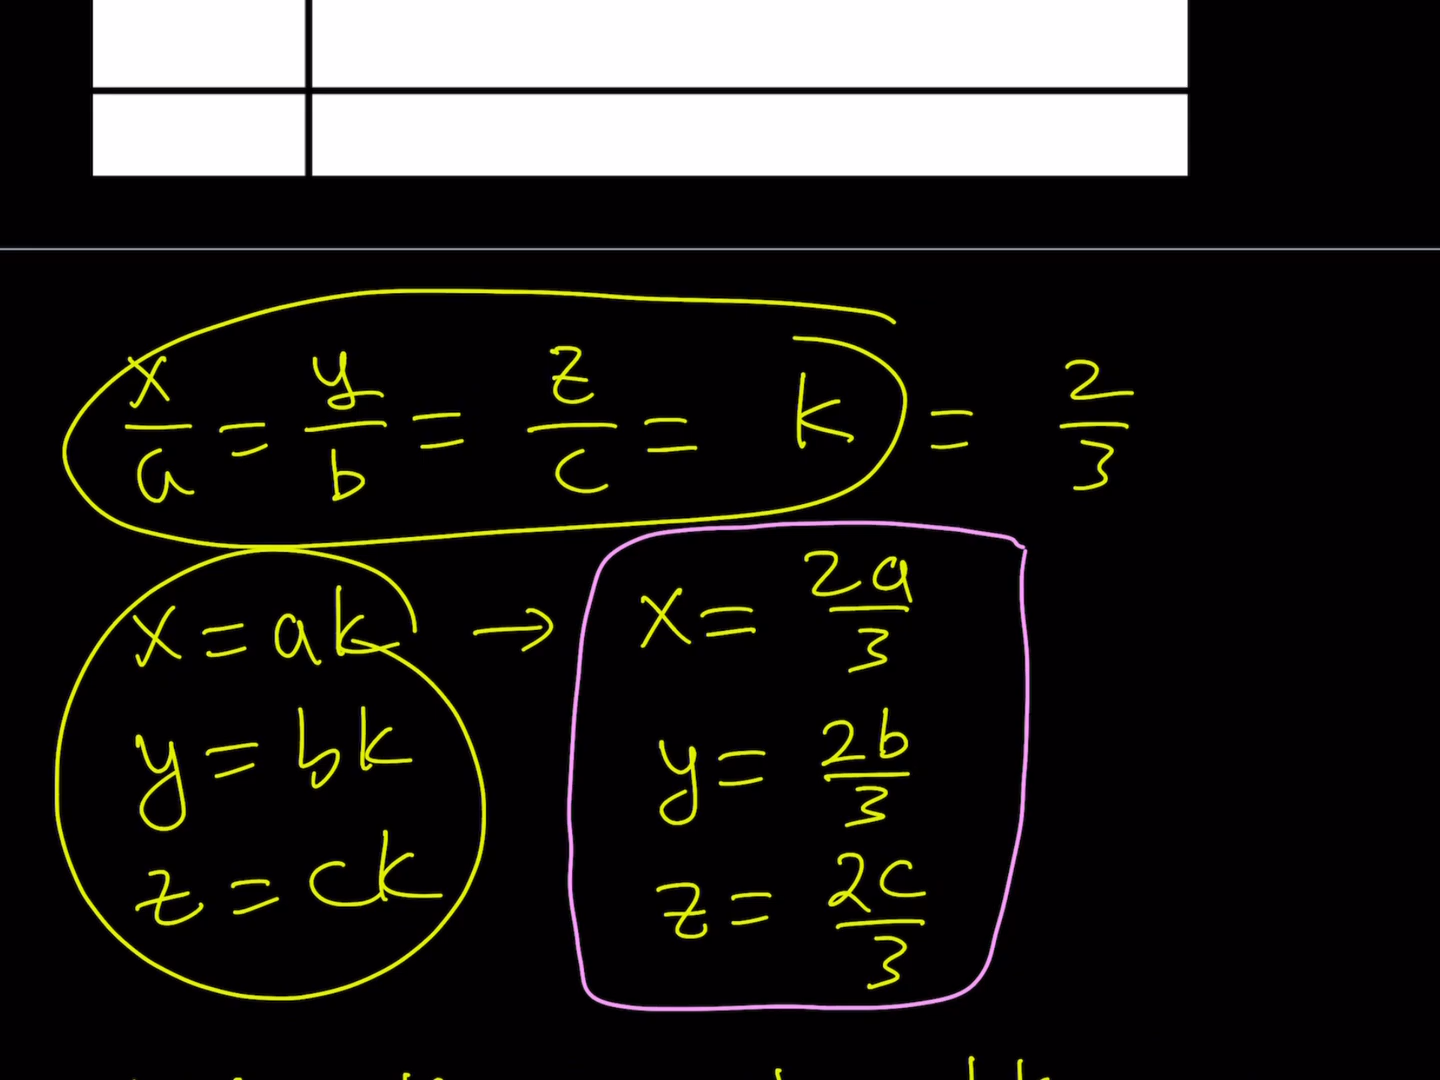 x/a = y/b = z/c = k = 2/3
x = ak → x = 2a/3
y = bk y = 2b/3
z = ck z = 2c/3